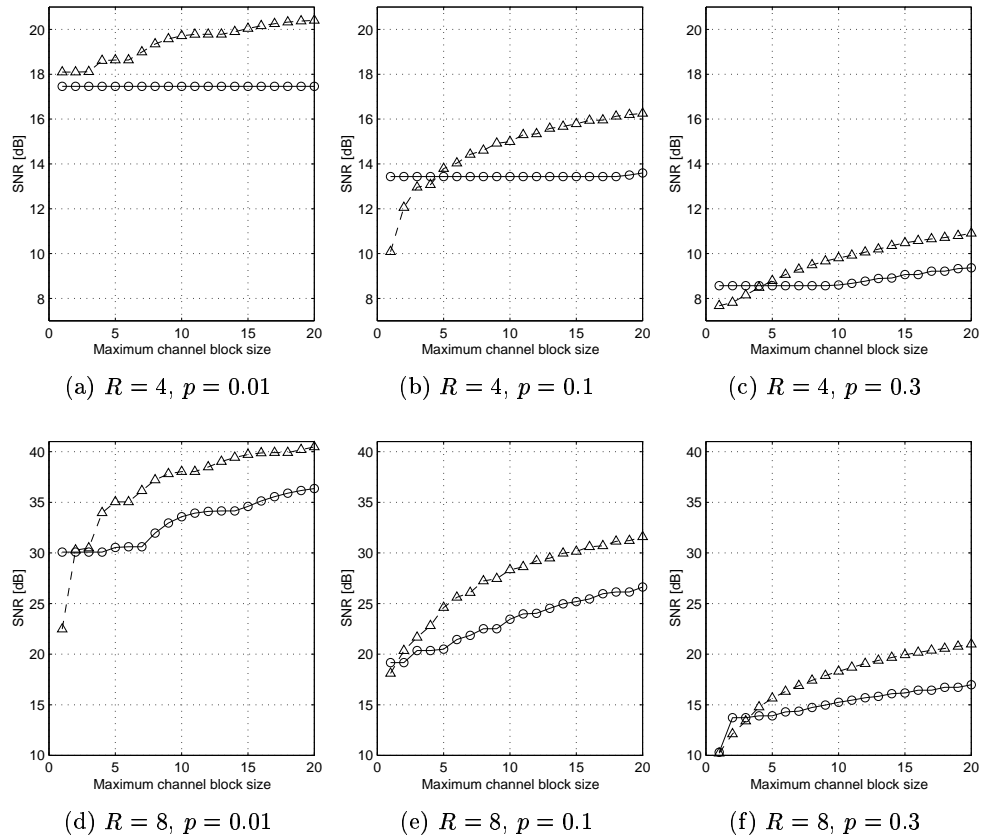 20
18
16
14
12
10
8
SNR [dB]
0 5 10 15 20
Maximum channel block size
(a) R = 4, p = 0.01
20
18
16
14
12
10
8
SNR [dB]
0 5 10 15 20
Maximum channel block size
(b) R = 4, p = 0.1
20
18
16
14
12
10
8
SNR [dB]
0 5 10 15 20
Maximum channel block size
(c) R = 4, p = 0.3
40
35
30
25
20
15
10
SNR [dB]
0 5 10 15 20
Maximum channel block size
(d) R = 8, p = 0.01
40
35
30
25
20
15
10
SNR [dB]
0 5 10 15 20
Maximum channel block size
(e) R = 8, p = 0.1
40
35
30
25
20
15
10
SNR [dB]
0 5 10 15 20
Maximum channel block size
(f) R = 8, p = 0.3